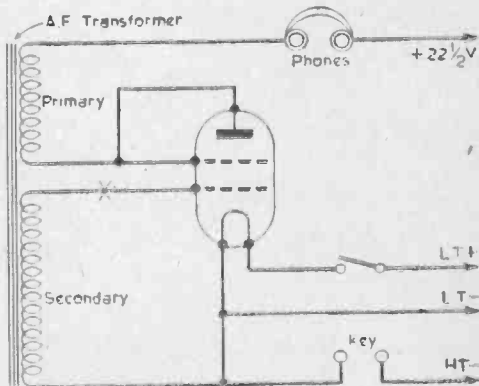 A.F. Transformer
+22½V
Phones
Primary
LT+
LT-
Secondary
key
HT-